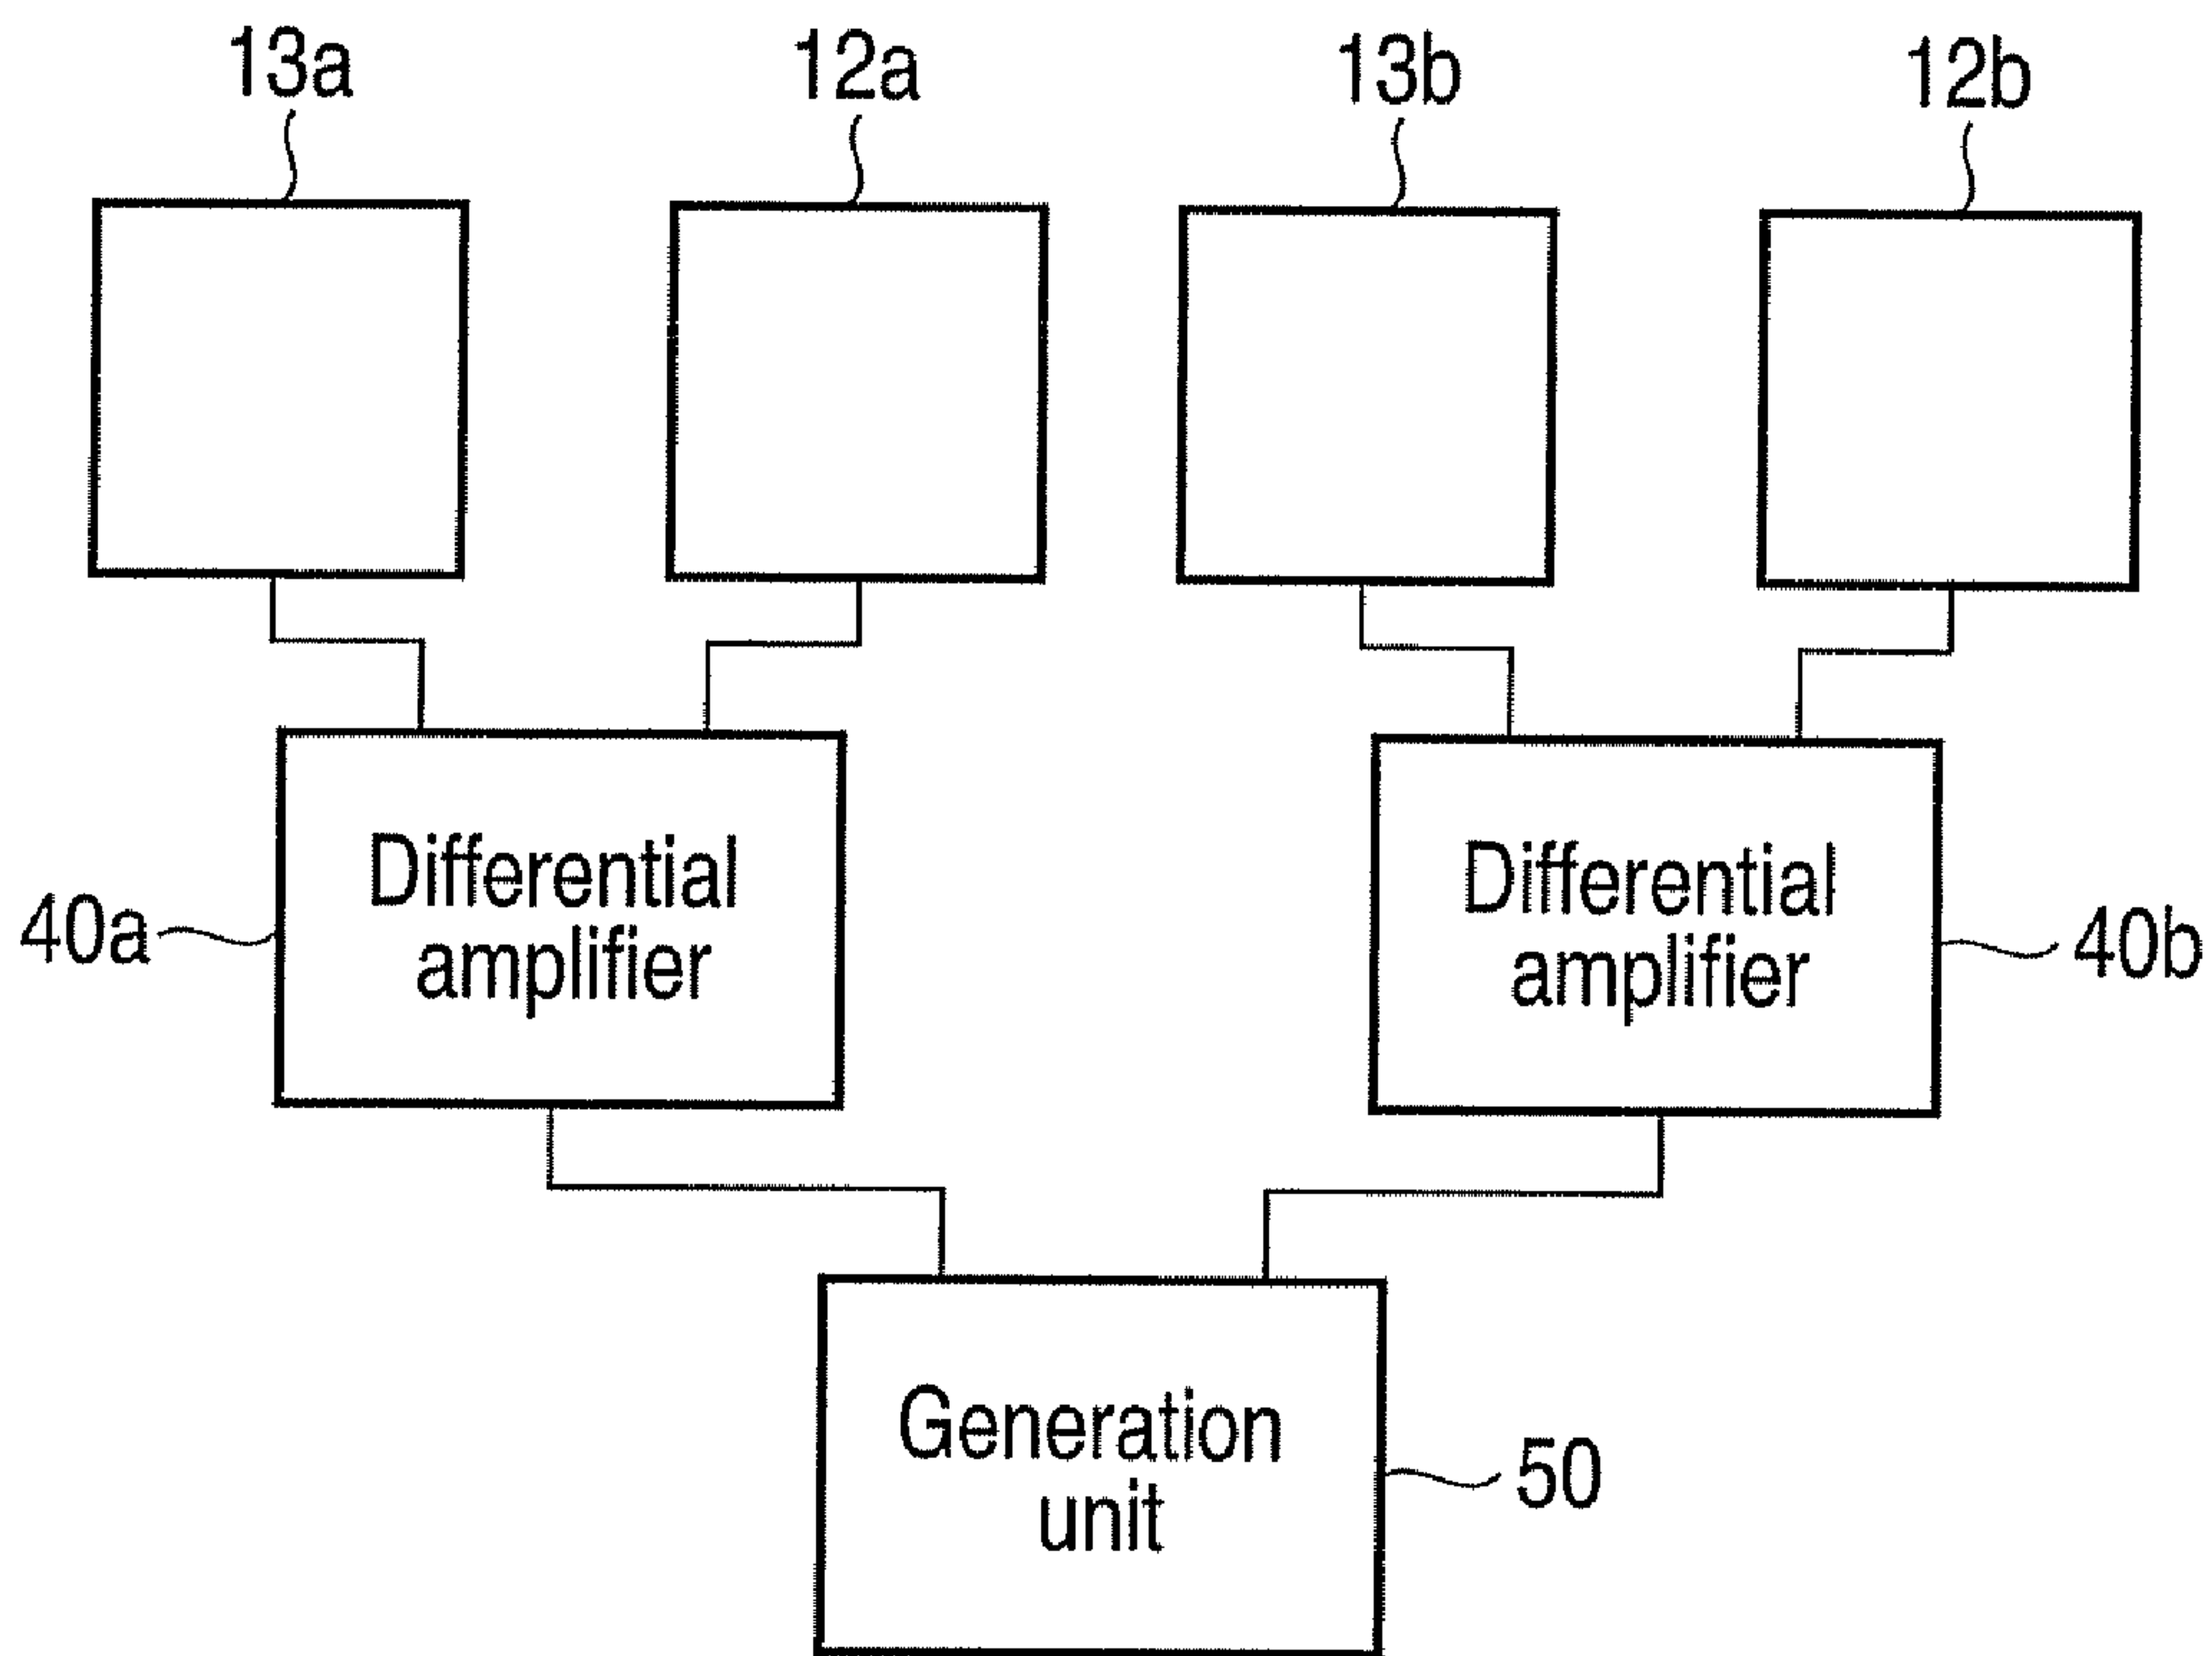 13a
12a
13b
12b
40a
Differential
amplifier
Differential
amplifier
40b
Generation
unit
50